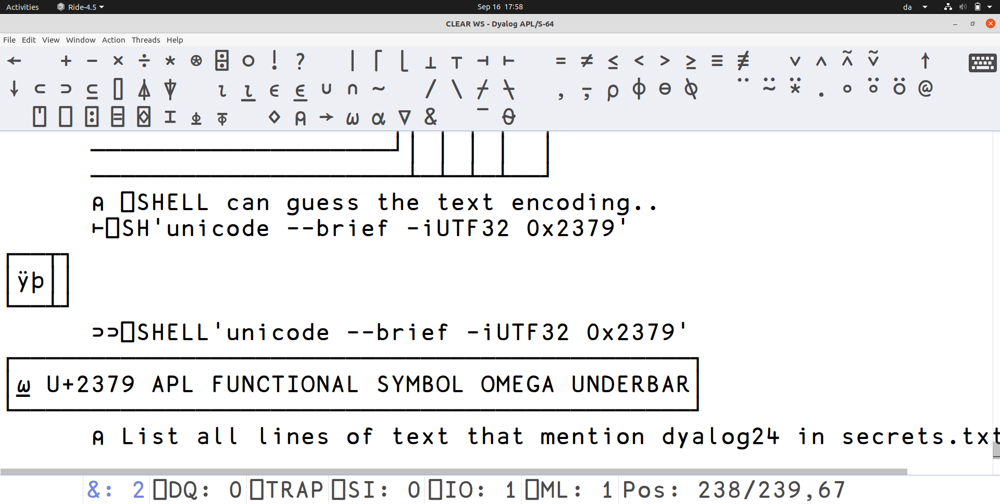 Activities Ride-4.5 Sep 16 17:58 da
CLEAR WS - Dyalog APL/S-64
File Edit View Window Action Threads Help
← + − × ÷ * ⍟ ⌹ ○ ! ? | ⌈ ⌊ ⊥ ⊤ ⊣ ⊢ = ≠ ≤ < > ≥ ≡ ≢ ∨ ∧ ⍲ ⍱ ↑
↓ ⊂ ⊃ ⊆ ⌷ ⍋ ⍒ ⍳ ⍸ ∊ ⍷ ∪ ∩ ~ / \ ⌿ ⍀ , ⍪ ⍴ ⌽ ⊖ ⍉ ¨ ⍨ ⍣ . ∘ ⍤ ⍥ @
⍞ ⎕ ⍠ ⌸ ⌺ ⌶ ⍎ ⍕ ⋄ ⍝ → ⍵ ⍺ ∇ & ¯ ⍬
⍝ ⎕SHELL can guess the text encoding..
⊢⎕SH'unicode --brief -iUTF32 0x2379'
ÿþ
⊃⊃⎕SHELL'unicode --brief -iUTF32 0x2379'
⍹ U+2379 APL FUNCTIONAL SYMBOL OMEGA UNDERBAR
⍝ List all lines of text that mention dyalog24 in secrets.txt
&: 2 ⎕DQ: 0 ⎕TRAP ⎕SI: 0 ⎕IO: 1 ⎕ML: 1 Pos: 238/239,67